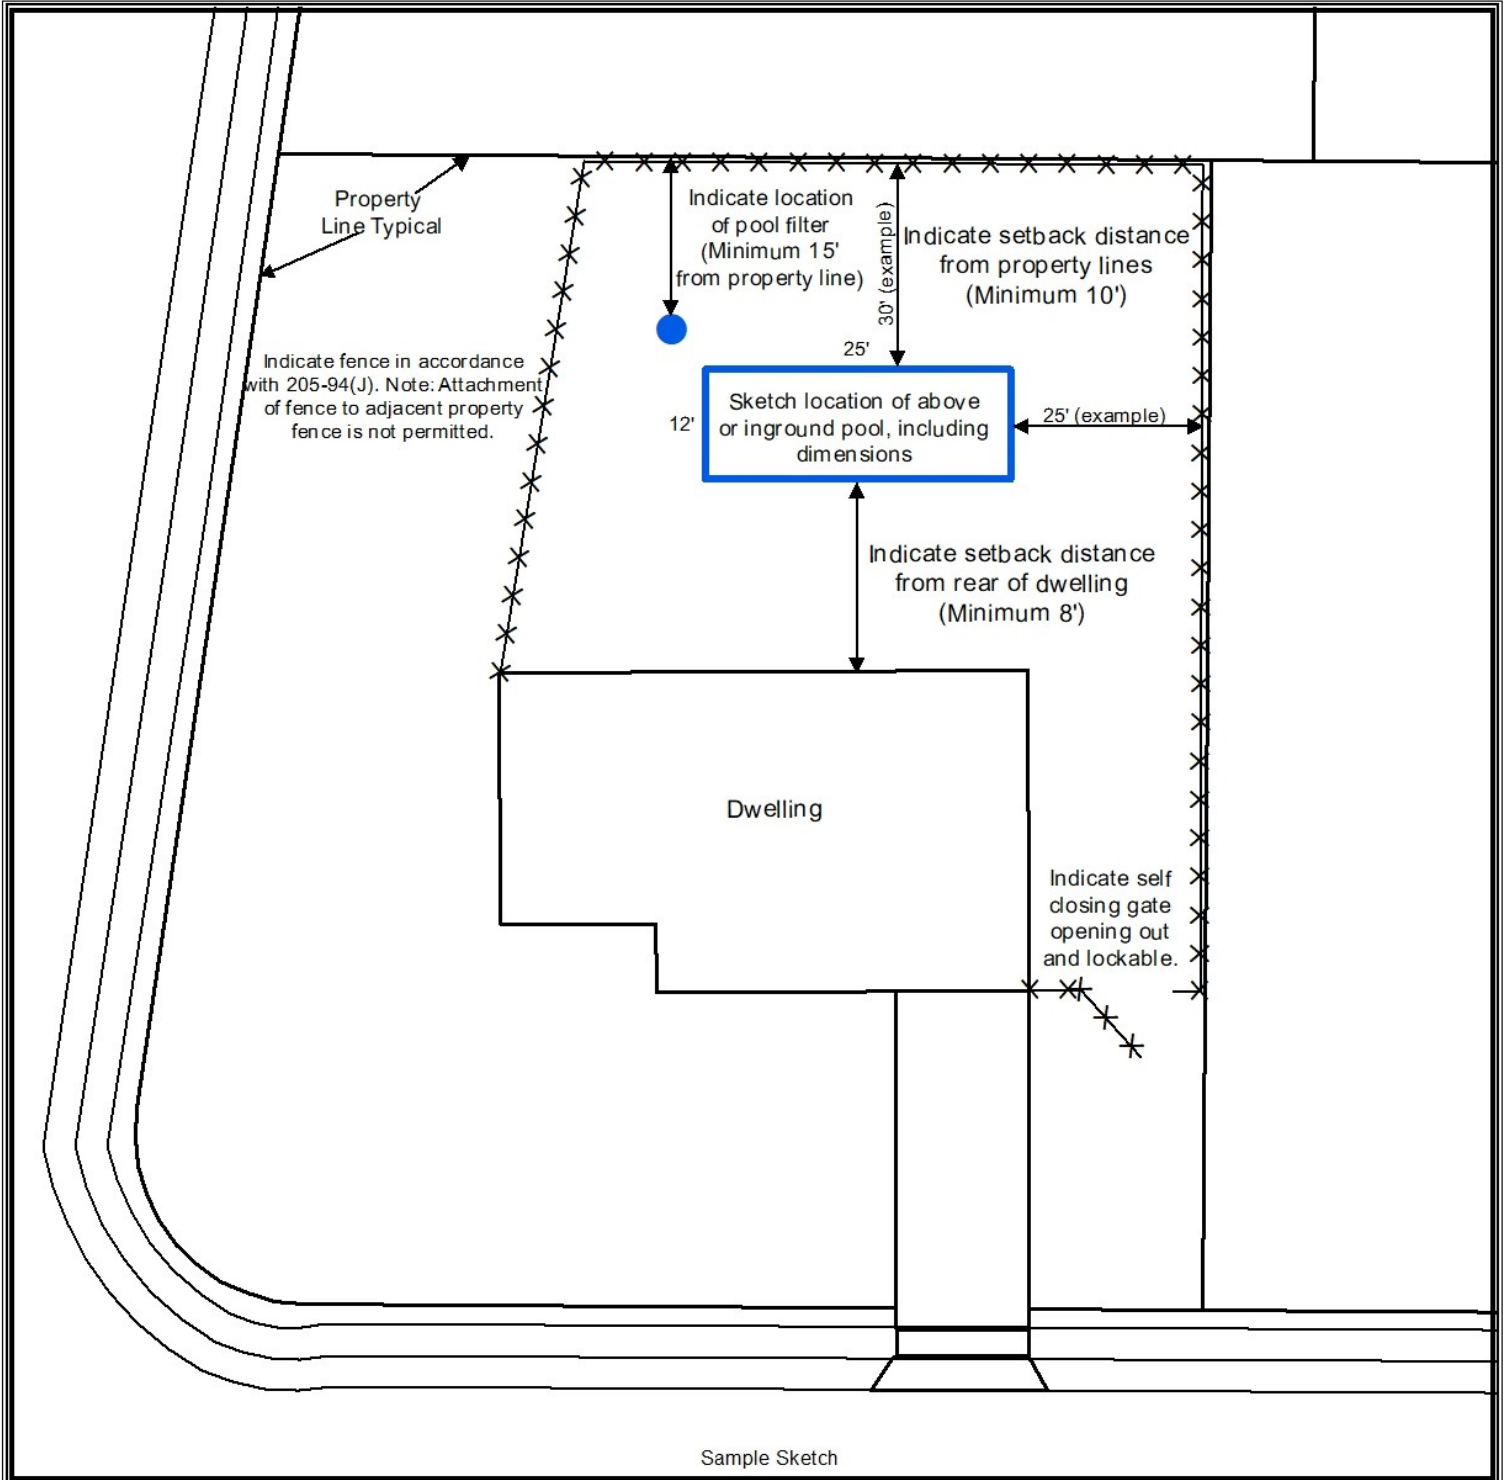 Property
Line Typical
Indicate location
of pool filter
(Minimum 15'
from property line)
30' (example)
Indicate setback distance
from property lines
(Minimum 10')
Indicate fence in accordance
with 205-94(J). Note: Attachment
of fence to adjacent property
fence is not permitted.
25'
12'
Sketch location of above
or inground pool, including
dimensions
25' (example)
Indicate setback distance
from rear of dwelling
(Minimum 8')
Dwelling
Indicate self
closing gate
opening out
and lockable.
Sample Sketch